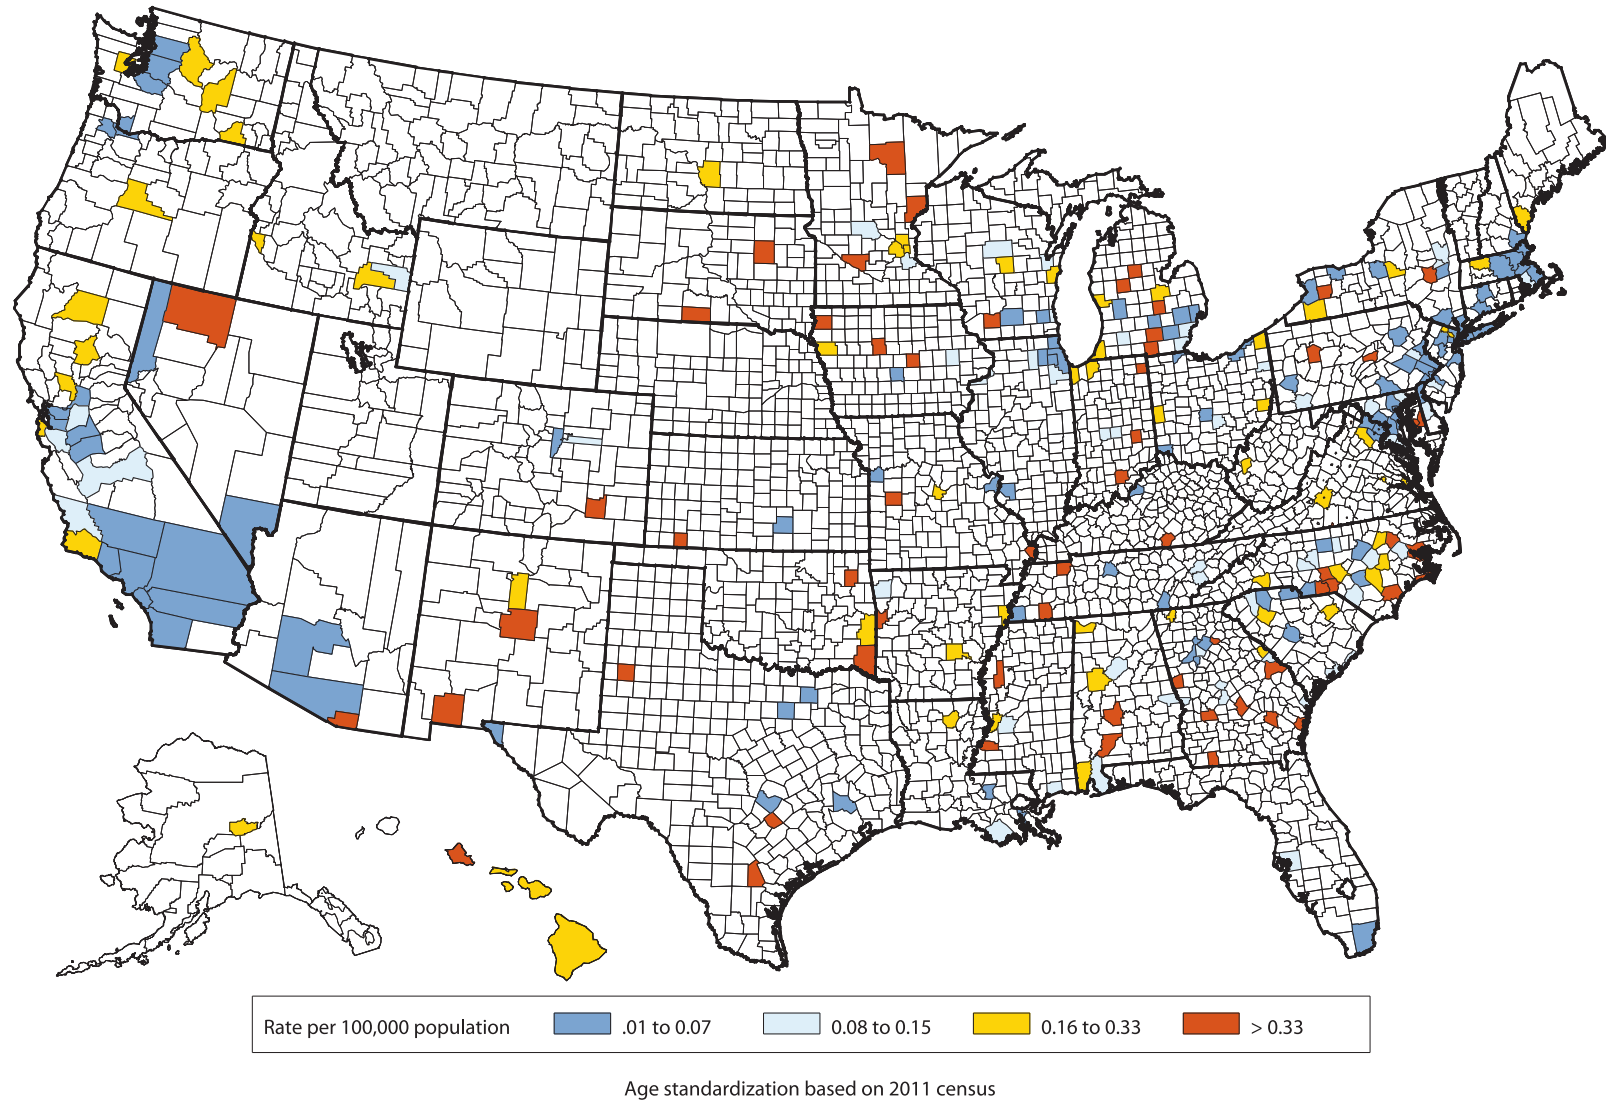 Rate per 100,000 population .01 to 0.07 0.08 to 0.15 0.16 to 0.33 > 0.33
Age standardization based on 2011 census